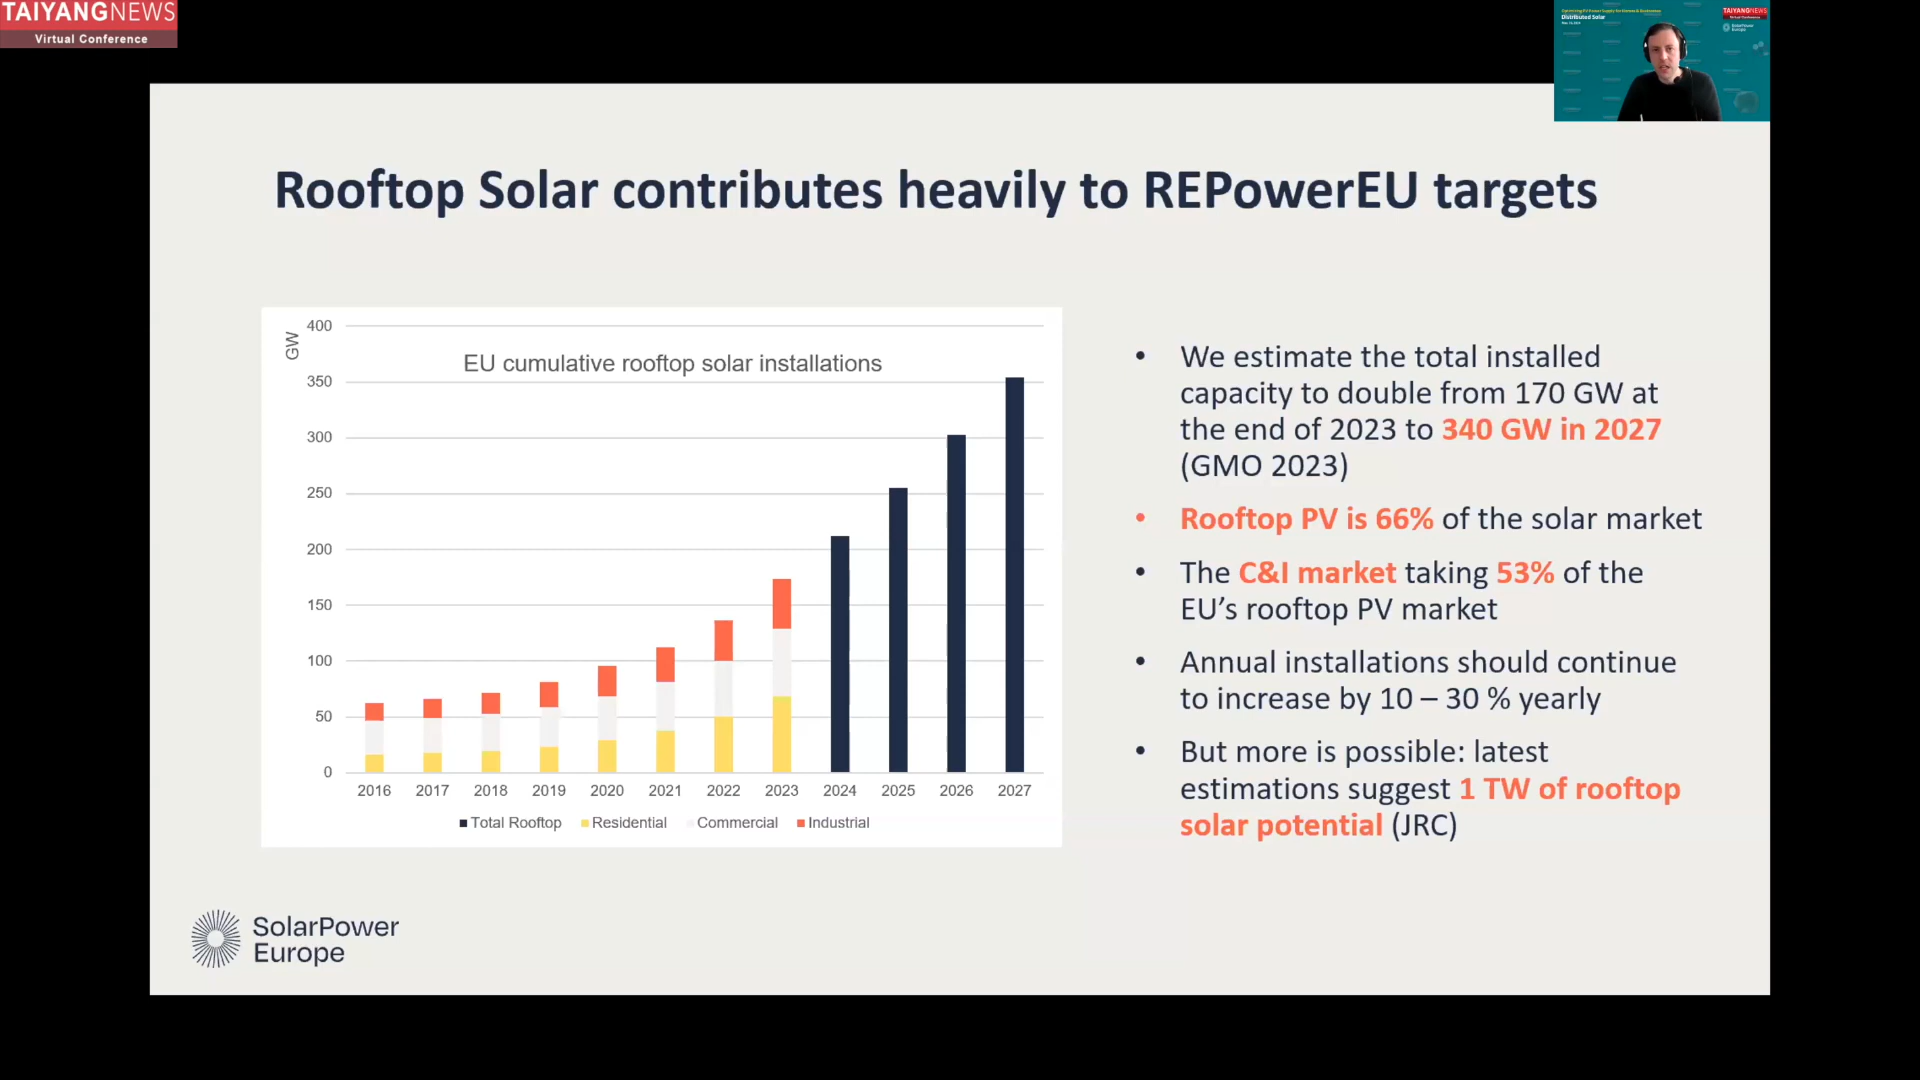 TAIYANGNEWS
Virtual Conference
Distributed Solar
TAIYANGNEWS
Rooftop Solar contributes heavily to REPowerEU targets
GW
400
350
300
250
200
150
100
50
0
EU cumulative rooftop solar installations
2016 2017 2018 2019 2020 2021 2022 2023 2024 2025 2026 2027
Total Rooftop Residential Commercial Industrial
• We estimate the total installed
capacity to double from 170 GW at
the end of 2023 to 340 GW in 2027
(GMO 2023)
• Rooftop PV is 66% of the solar market
• The C&I market taking 53% of the
EU’s rooftop PV market
• Annual installations should continue
to increase by 10 – 30 % yearly
• But more is possible: latest
estimations suggest 1 TW of rooftop
solar potential (JRC)
SolarPower
Europe